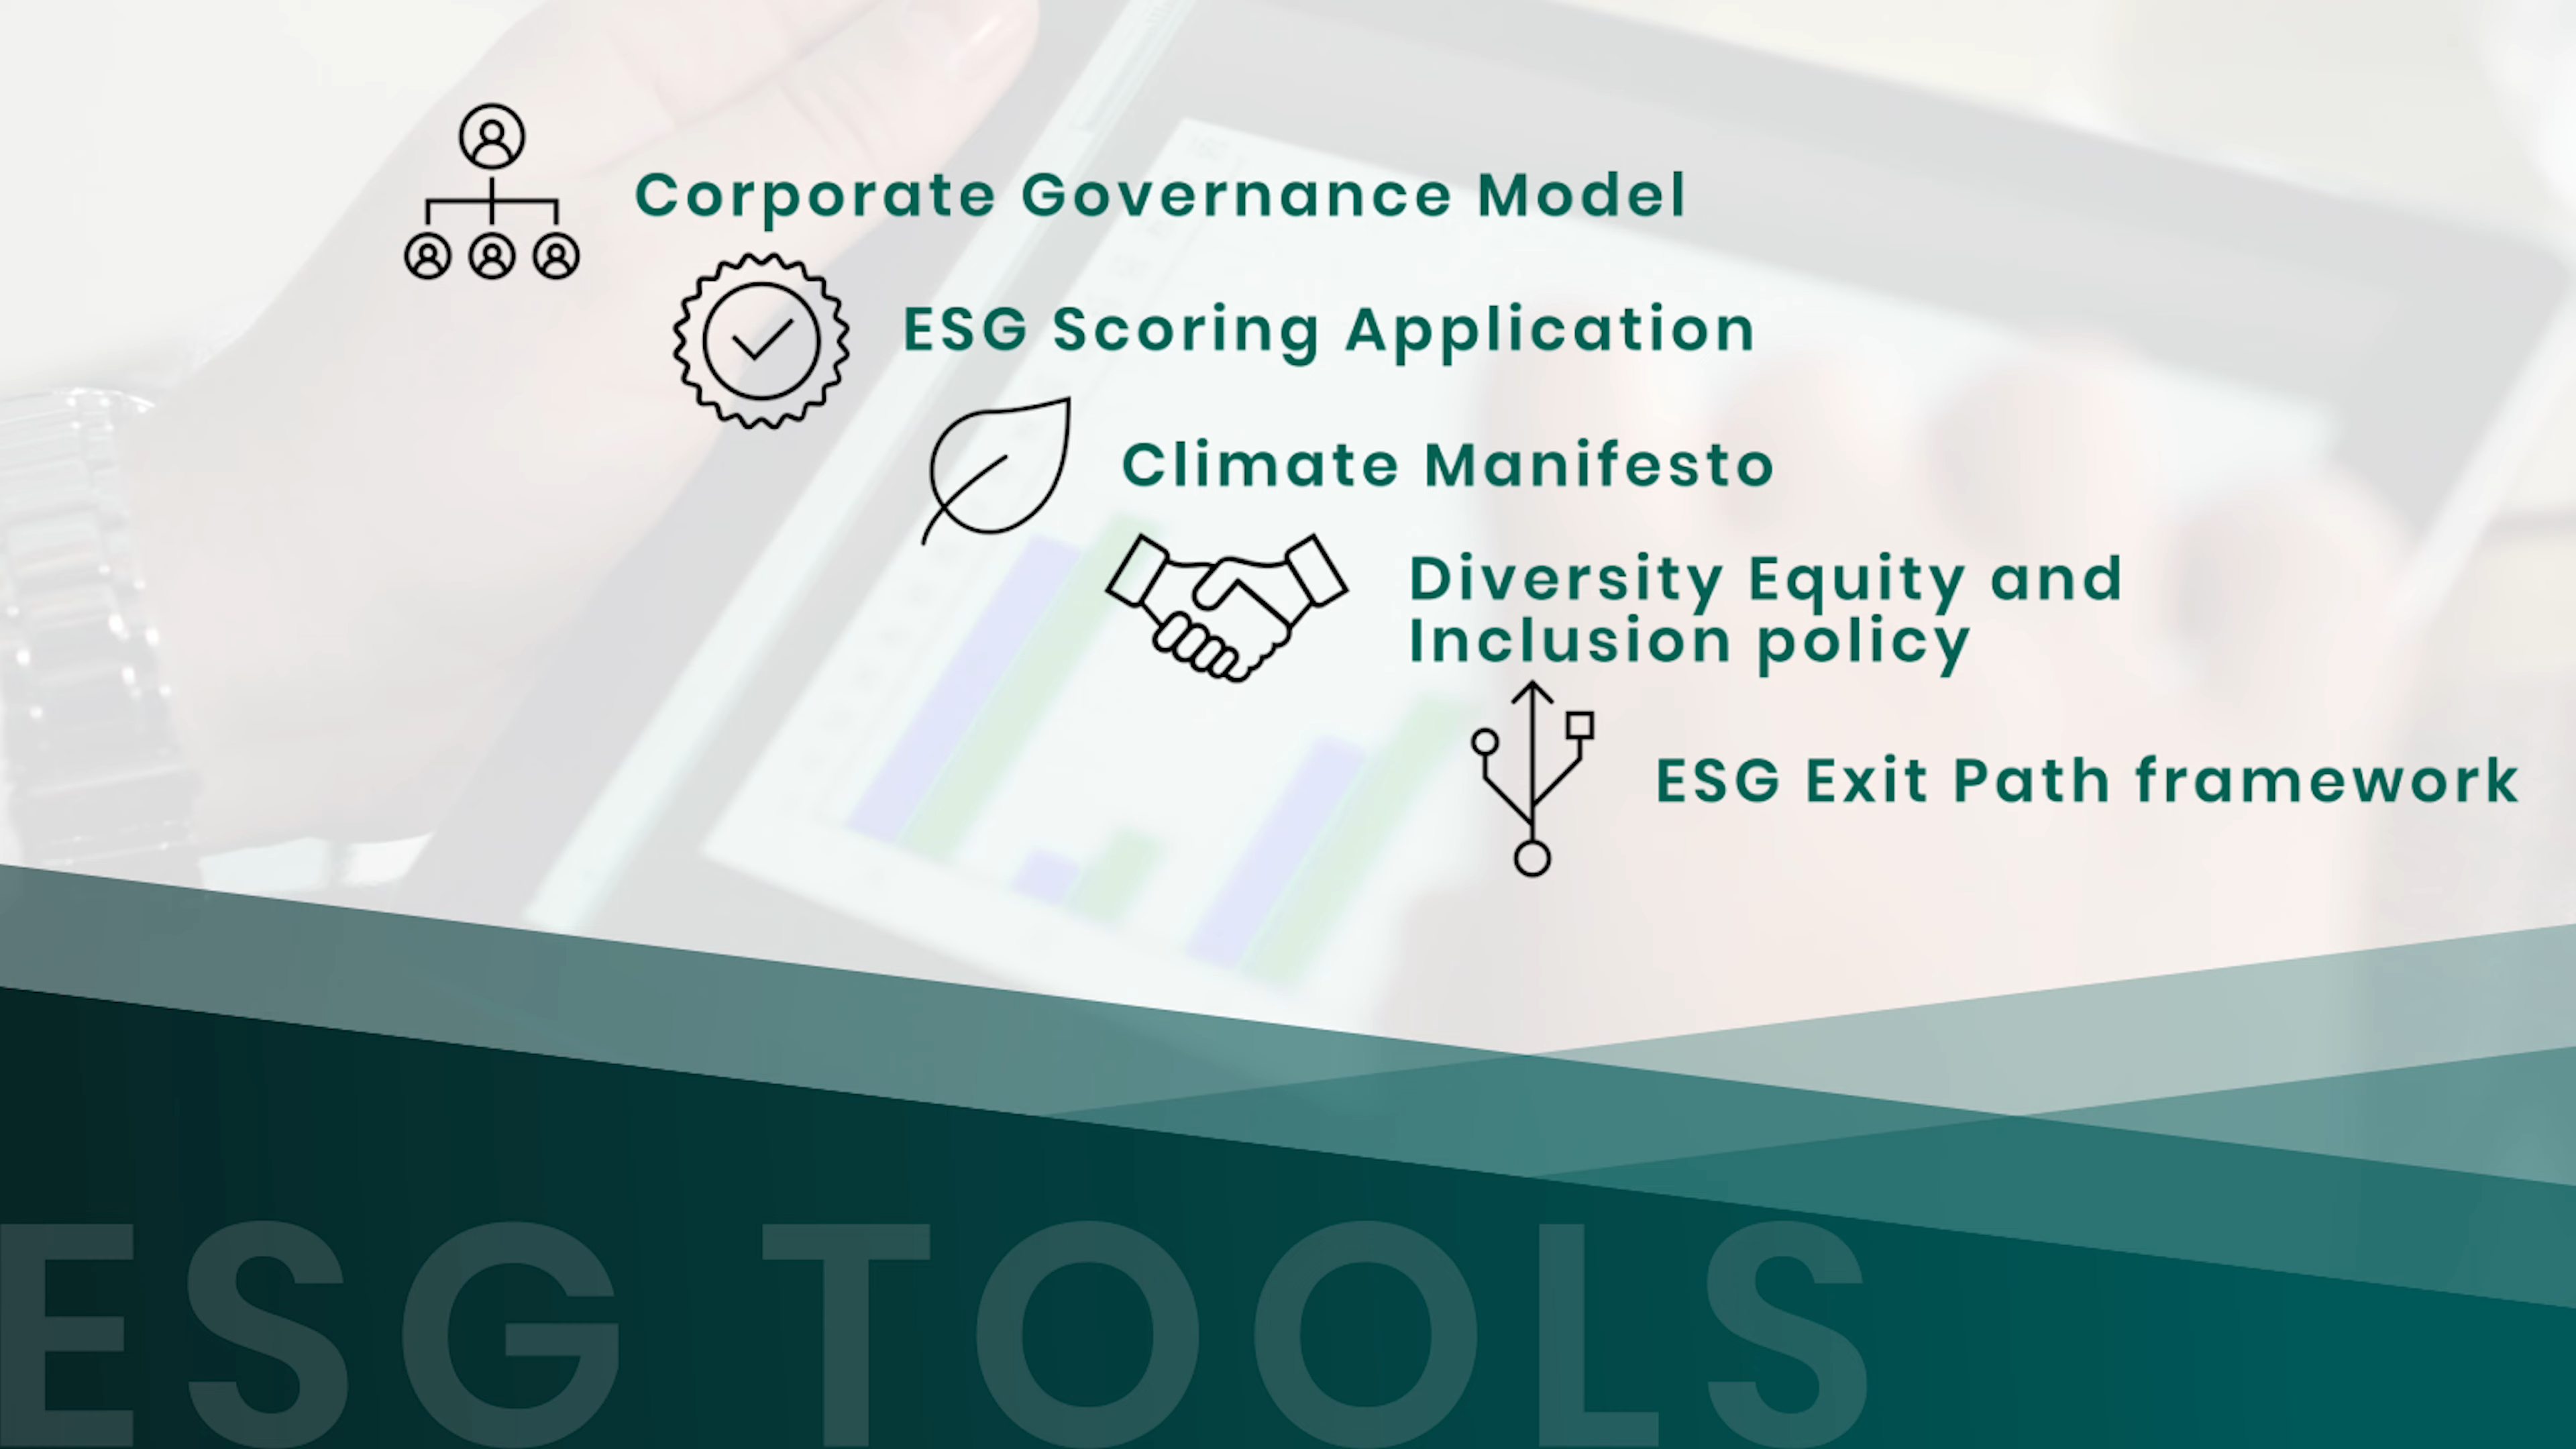 Corporate Governance Model
ESG Scoring Application
Climate Manifesto
Diversity Equity and
Inclusion policy
ESG Exit Path framework
ESG TOOLS